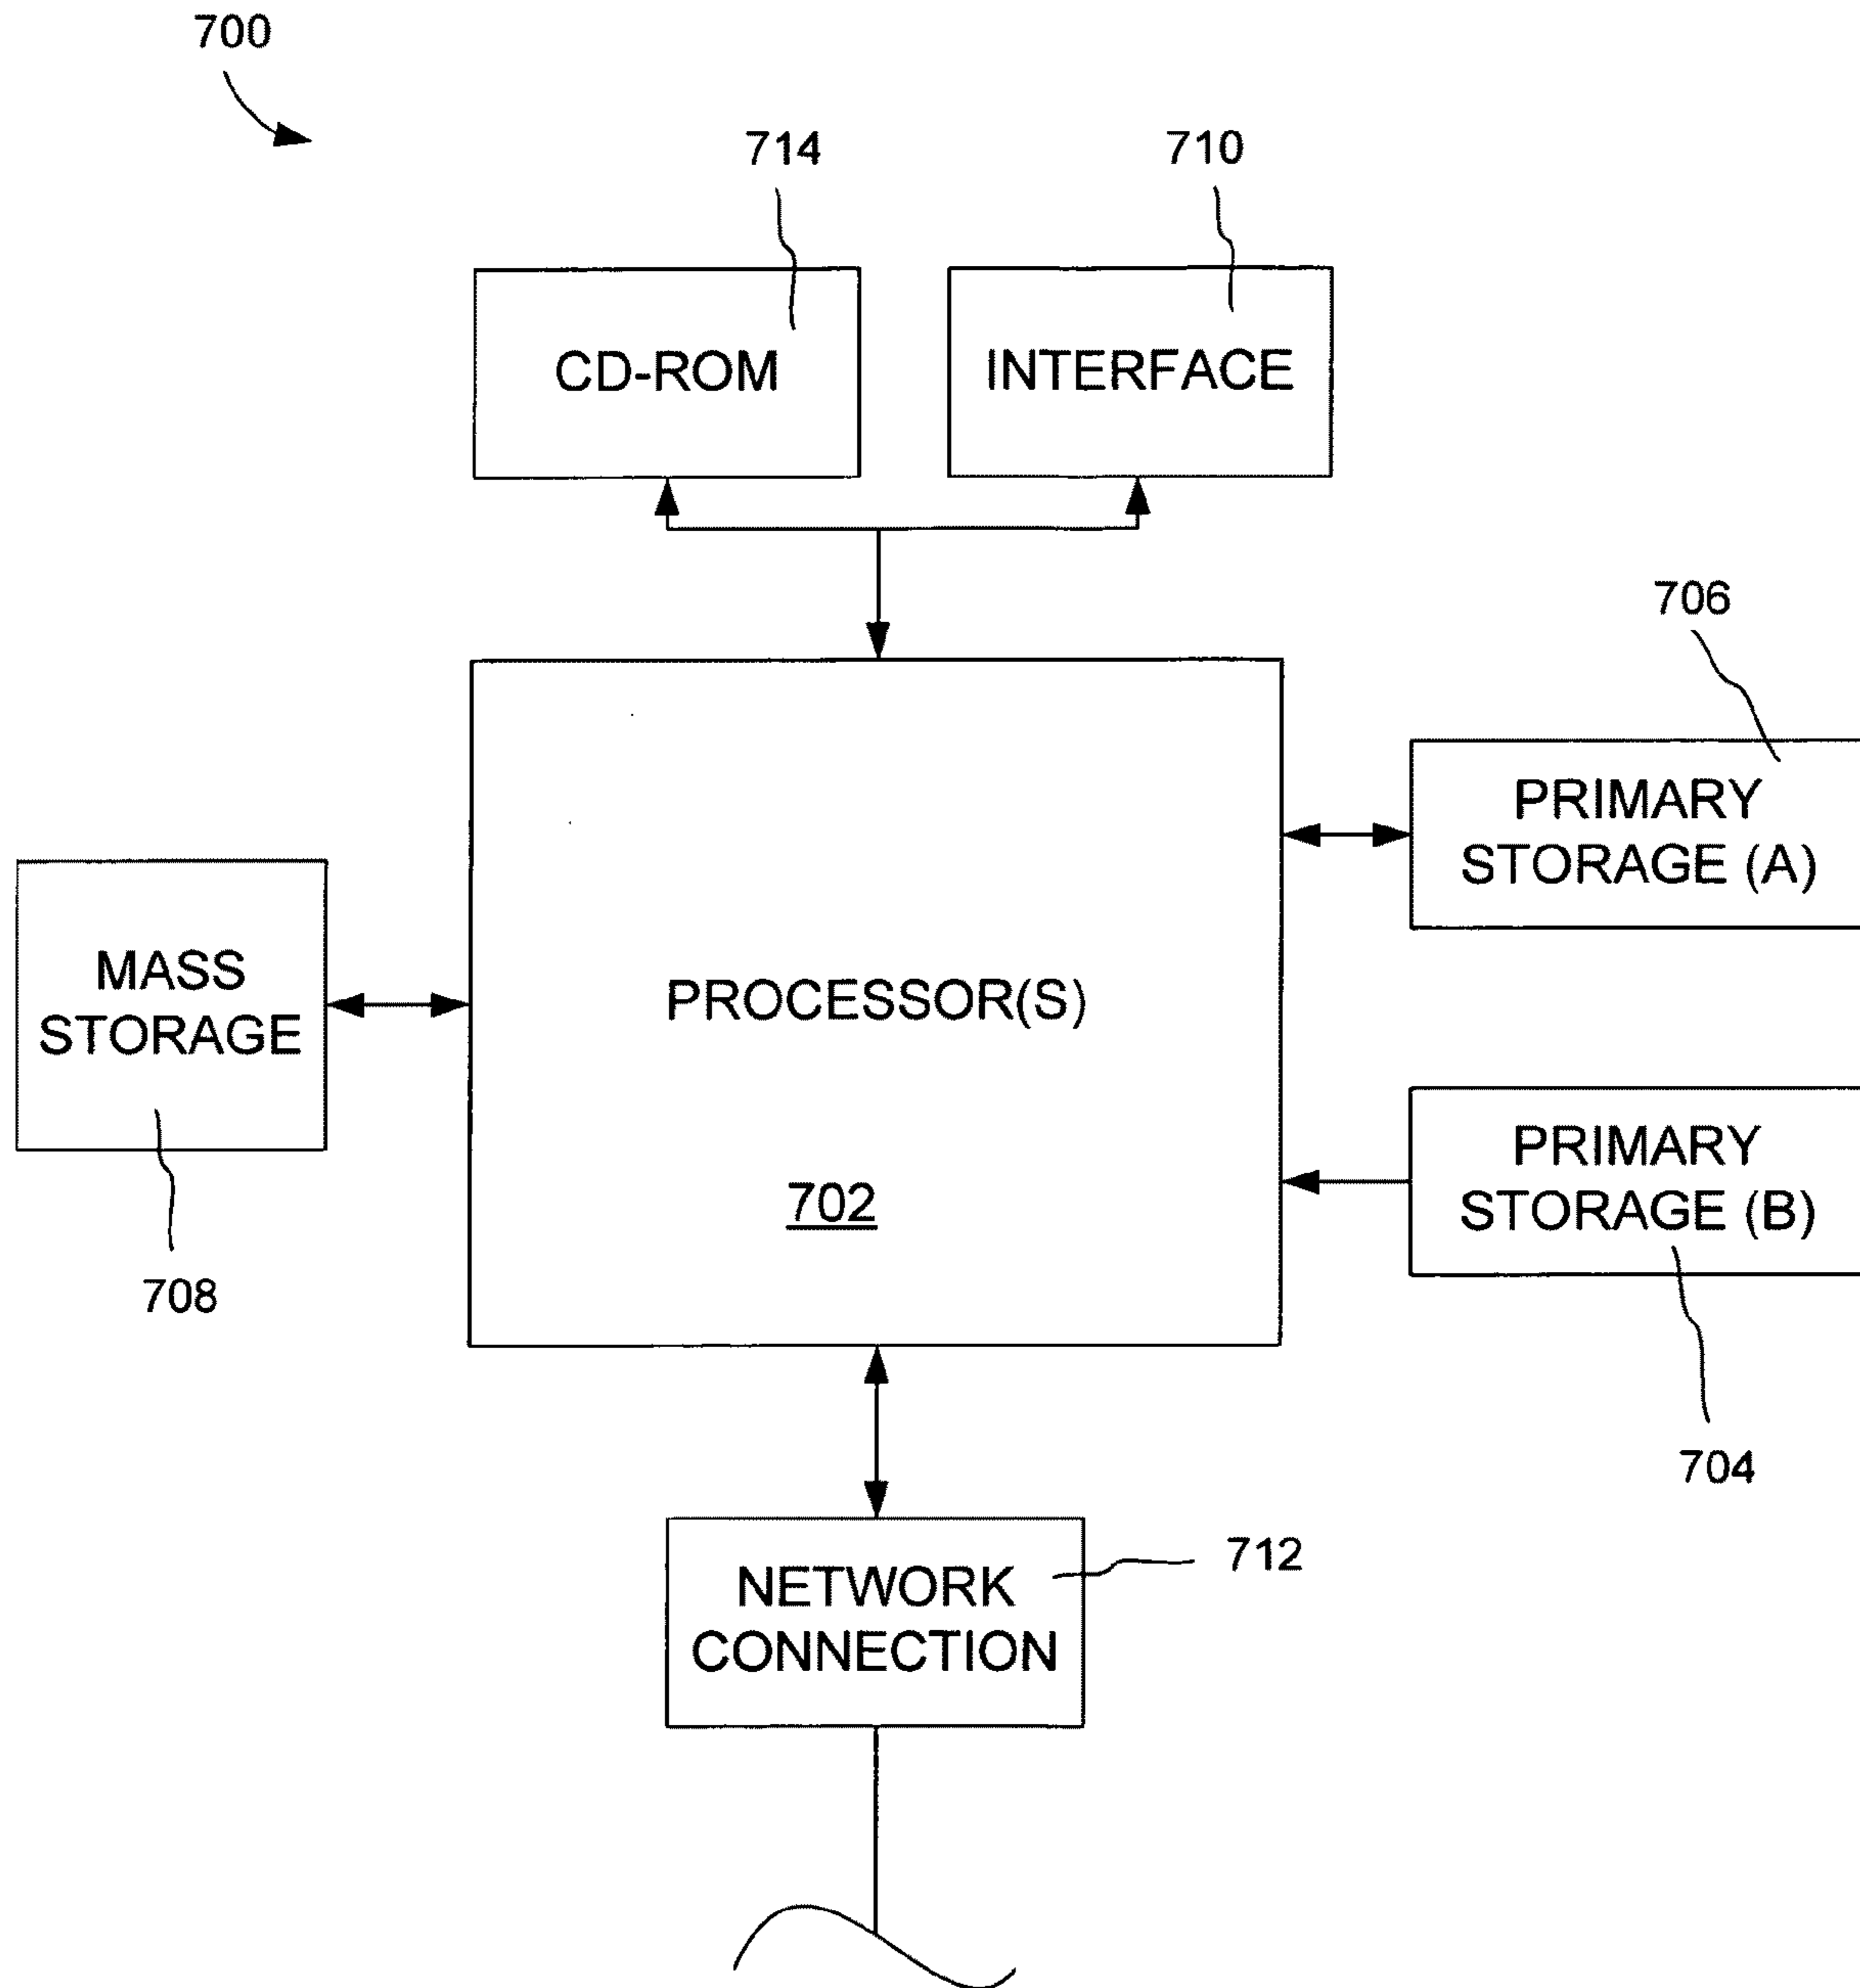 700
714
710
CD-ROM
INTERFACE
706
PRIMARY
STORAGE (A)
MASS
STORAGE
PROCESSOR(S)
PRIMARY
STORAGE (B)
702
708
704
712
NETWORK
CONNECTION